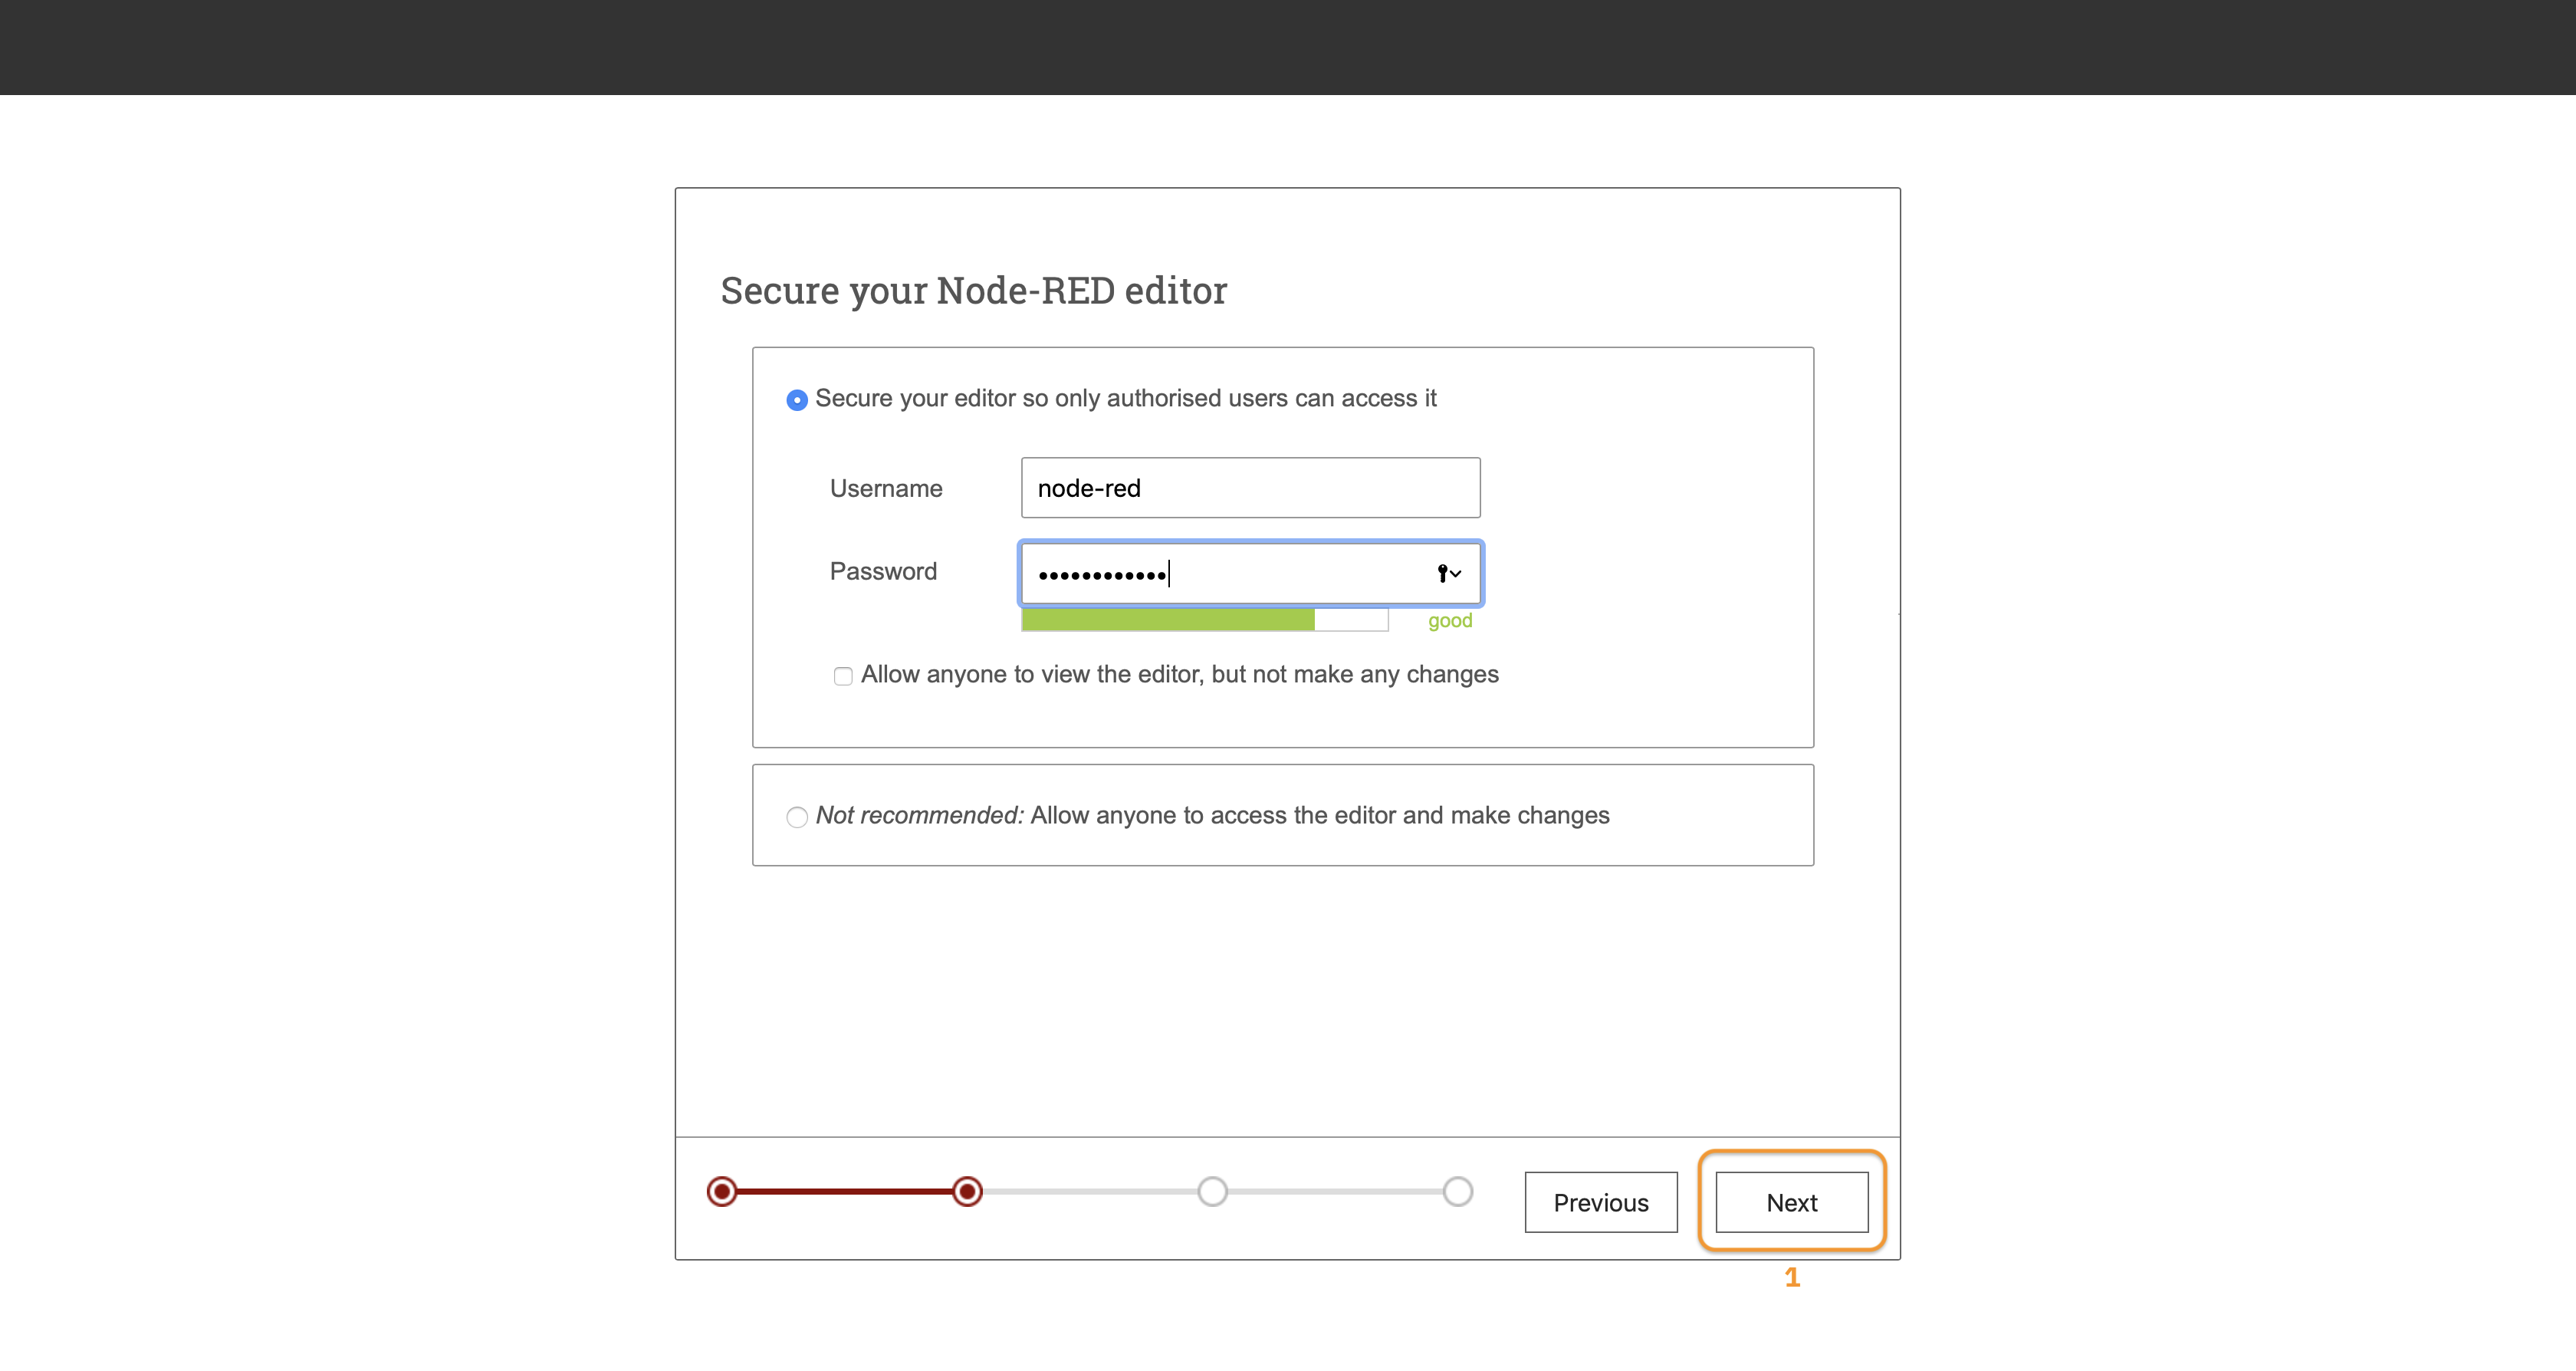 Secure your Node-RED editor
Secure your editor so only authorised users can access it
Username
node-red
Password
••••••••••••
good
Allow anyone to view the editor, but not make any changes
Not recommended: Allow anyone to access the editor and make changes
Previous
Next
1